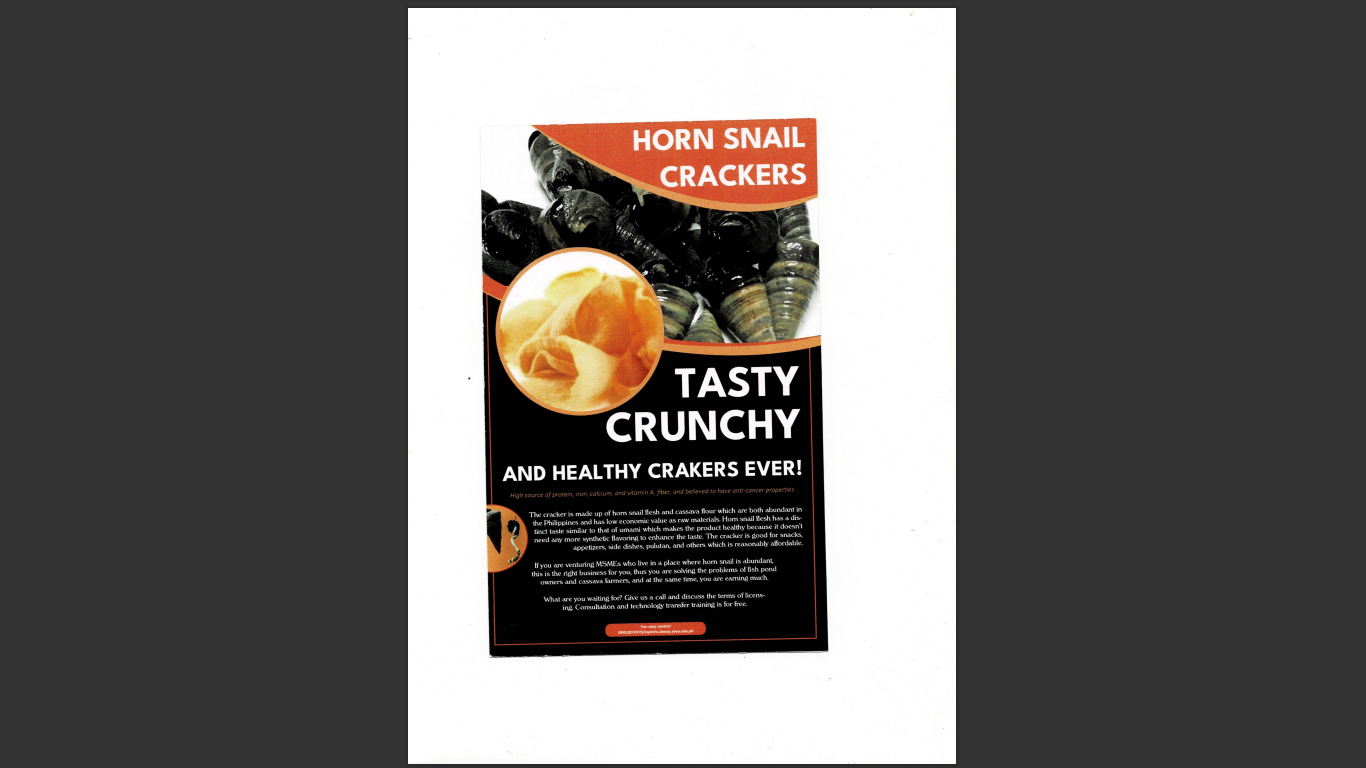 HORN SNAIL
CRACKERS
TASTY
CRUNCHY
AND HEALTHY CRAKERS EVER!
High source of protein, iron, calcium, and vitamin A, fiber, and believed to have anti-cancer properties
The cracker is made up of horn snail flesh and cassava flour which are both abundant in
the Philippines and has low economic value as raw materials. Horn snail flesh has a dis-
tinct taste similar to that of umami which makes the product healthy because it doesn't
need any more synthetic flavoring to enhance the taste. The cracker is good for snacks,
appetizers, side dishes, pulutan, and others which is reasonably affordable.
If you are venturing MSMEs who live in a place where horn snail is abundant,
this is the right business for you, thus you are solving the problems of fish pond
owners and cassava farmers, and at the same time, you are earning much.
What are you waiting for? Give us a call and discuss the terms of licens-
ing. Consultation and technology transfer training is for free.
You may contact